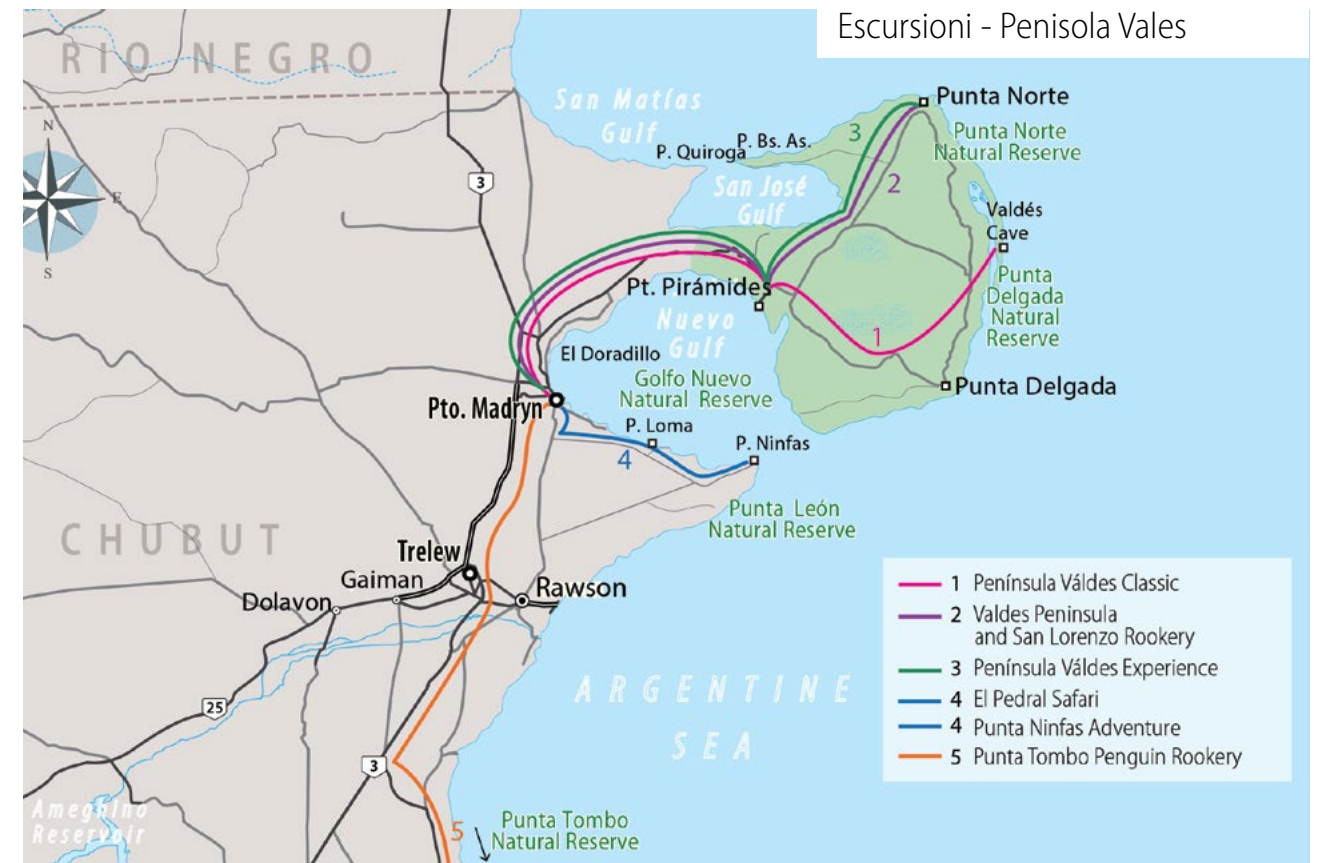 Escursioni - Penisola Vales
RIO NEGRO
N
E
S
3
San Matías
Gulf
P. Quiroga
P. Bs. As.
San José
Gulf
3
2
Punta Norte
Punta Norte
Natural Reserve
Valdés
Cave
Punta
Delgada
Natural
Reserve
Pt. Pirámides
Nuevo
Gulf
1
El Doradillo
Golfo Nuevo
Natural Reserve
Punta Delgada
Pto. Madryn
P. Loma
4
P. Ninfas
Punta León
Natural Reserve
CHUBUT
Trelew
Gaiman
Dolavon
Rawson
25
3
ARGENTINE
SEA
Ameghino
Reservoir
5
Punta Tombo
Natural Reserve
1 Península Váldes Classic
2 Valdes Peninsula
and San Lorenzo Rookery
3 Península Váldes Experience
4 El Pedral Safari
4 Punta Ninfas Adventure
5 Punta Tombo Penguin Rookery